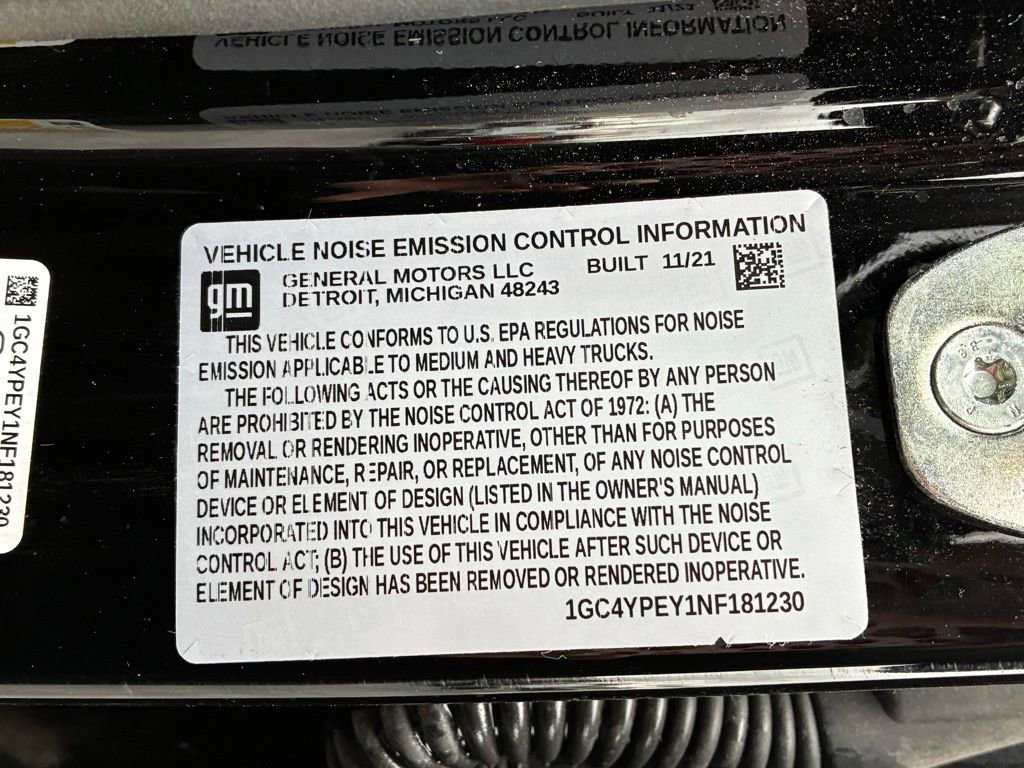 VEHICLE NOISE EMISSION CONTROL INFORMATION
gm
GENERAL MOTORS LLC
DETROIT, MICHIGAN 48243
BUILT 11/21
THIS VEHICLE CONFORMS TO U.S. EPA REGULATIONS FOR NOISE
EMISSION APPLICABLE TO MEDIUM AND HEAVY TRUCKS.
THE FOLLOWING ACTS OR THE CAUSING THEREOF BY ANY PERSON
ARE PROHIBITED BY THE NOISE CONTROL ACT OF 1972: (A) THE
REMOVAL OR RENDERING INOPERATIVE, OTHER THAN FOR PURPOSES
OF MAINTENANCE, REPAIR, OR REPLACEMENT, OF ANY NOISE CONTROL
DEVICE OR ELEMENT OF DESIGN (LISTED IN THE OWNER'S MANUAL)
INCORPORATED INTO THIS VEHICLE IN COMPLIANCE WITH THE NOISE
CONTROL ACT; (B) THE USE OF THIS VEHICLE AFTER SUCH DEVICE OR
ELEMENT OF DESIGN HAS BEEN REMOVED OR RENDERED INOPERATIVE.
1GC4YPEY1NF181230
1GC4YPEY1NF181230